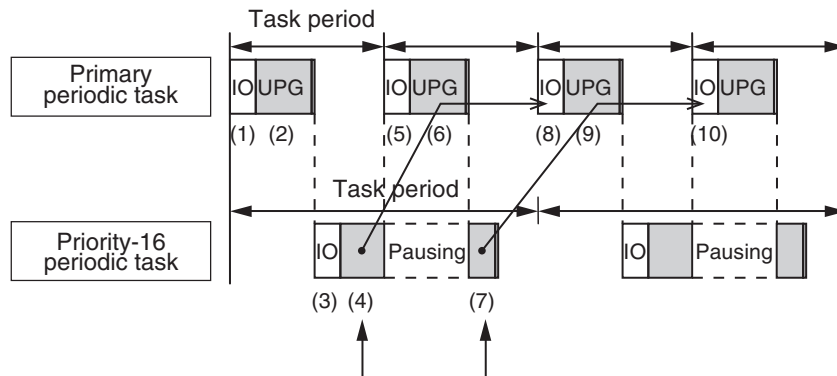 Task period
Primary
periodic task
IO UPG IO UPG IO UPG IO UPG
(1) (2) (5) (6) (8) (9) (10)
Task period
Priority-16
periodic task
IO Pausing IO Pausing
(3) (4) (7)